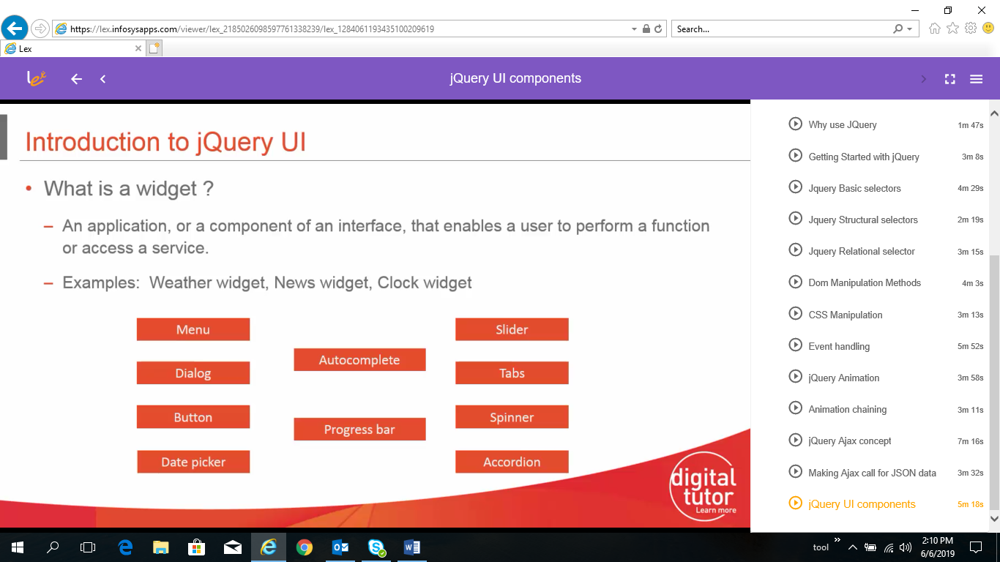 https://lex.infosysapps.com/viewer/lex_2185026098597761338239/lex_1284061193435100209619
Search...
Lex
lex
jQuery UI components
Introduction to jQuery UI
• What is a widget ?
– An application, or a component of an interface, that enables a user to perform a function
or access a service.
– Examples: Weather widget, News widget, Clock widget
Menu
Dialog
Button
Date picker
Autocomplete
Progress bar
Slider
Tabs
Spinner
Accordion
digital
tutor
Learn more
Why use JQuery 1m 47s
Getting Started with jQuery 3m 8s
Jquery Basic selectors 4m 29s
Jquery Structural selectors 2m 19s
Jquery Relational selector 3m 15s
Dom Manipulation Methods 4m 3s
CSS Manipulation 3m 13s
Event handling 5m 52s
jQuery Animation 3m 58s
Animation chaining 3m 11s
jQuery Ajax concept 7m 16s
Making Ajax call for JSON data 3m 32s
jQuery UI components 5m 18s
tool
2:10 PM
6/6/2019